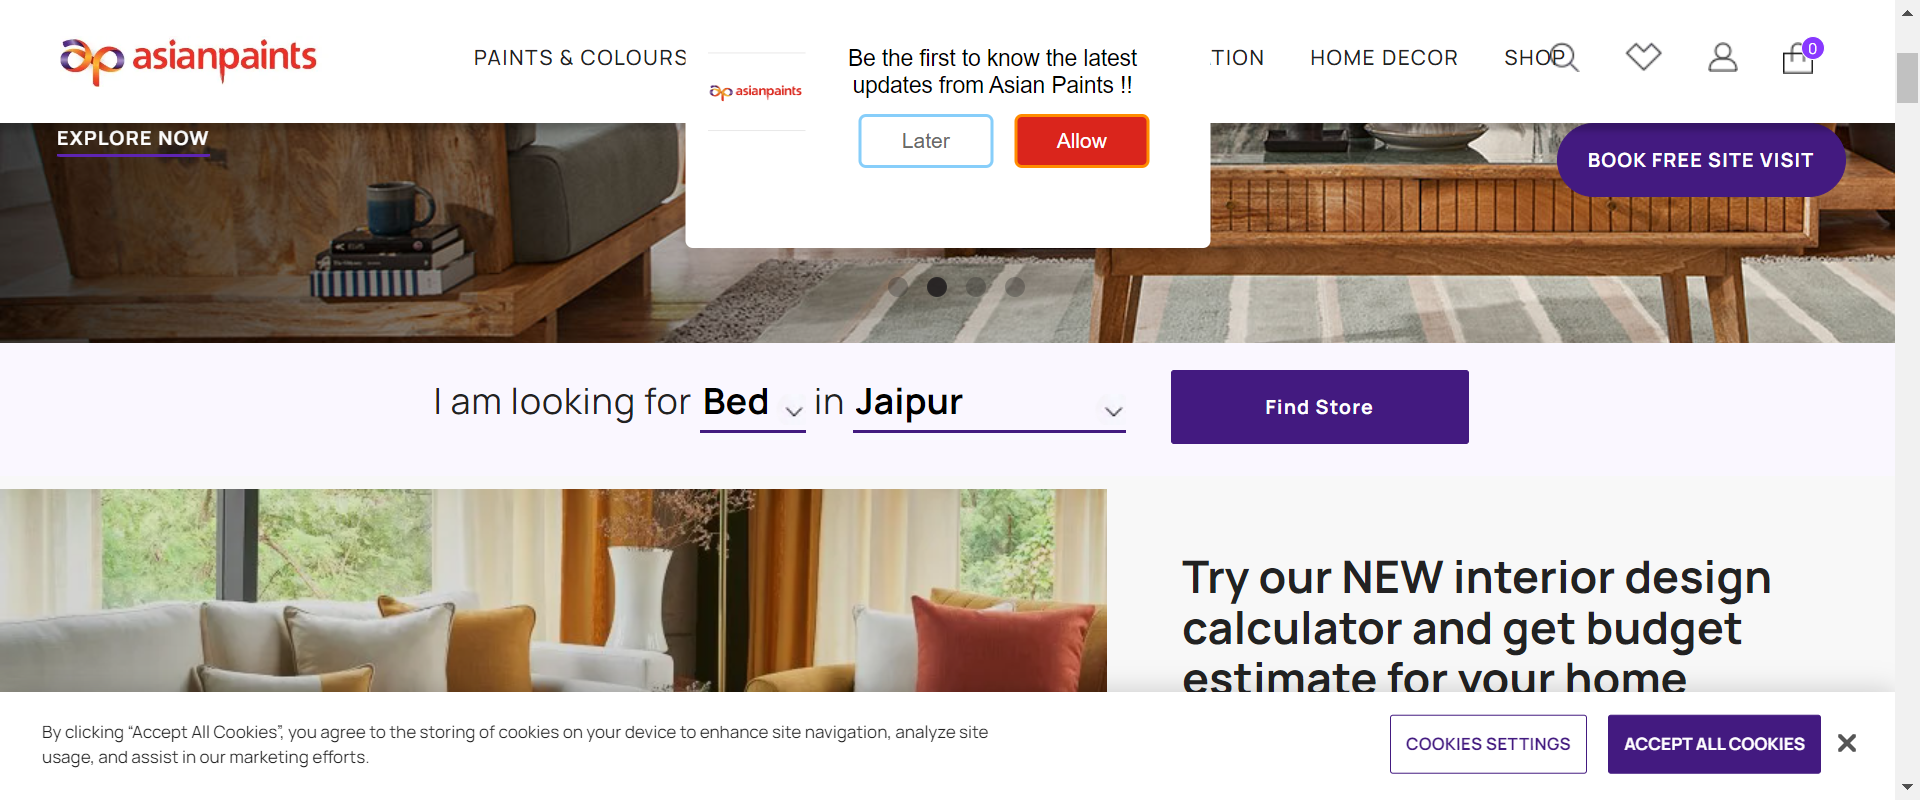 asianpaints
PAINTS & COLOURS
TION
HOME DECOR
SHOP
0
asianpaints
Be the first to know the latest
updates from Asian Paints !!
Later
Allow
EXPLORE NOW
BOOK FREE SITE VISIT
I am looking for Bed in Jaipur
Find Store
Try our NEW interior design
calculator and get budget
estimate for your home
By clicking “Accept All Cookies”, you agree to the storing of cookies on your device to enhance site navigation, analyze site
usage, and assist in our marketing efforts.
COOKIES SETTINGS
ACCEPT ALL COOKIES